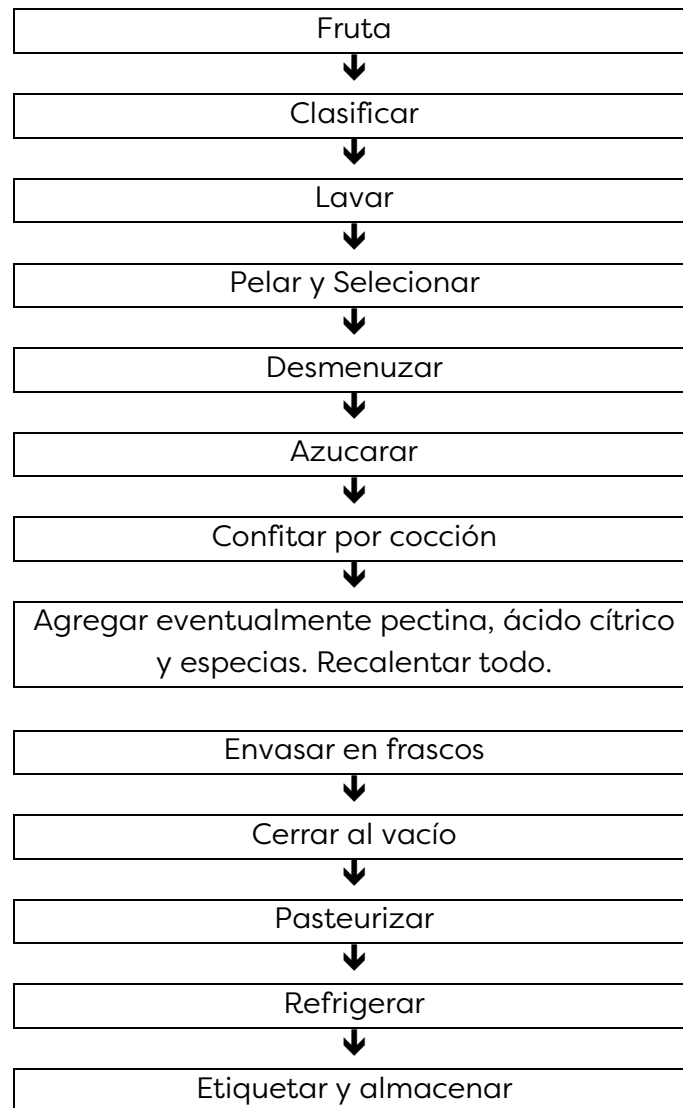 Fruta
Clasificar
Lavar
Pelar y Selecionar
Desmenuzar
Azucarar
Confitar por cocción
Agregar eventualmente pectina, ácido cítrico
y especias. Recalentar todo.
Envasar en frascos
Cerrar al vacío
Pasteurizar
Refrigerar
Etiquetar y almacenar